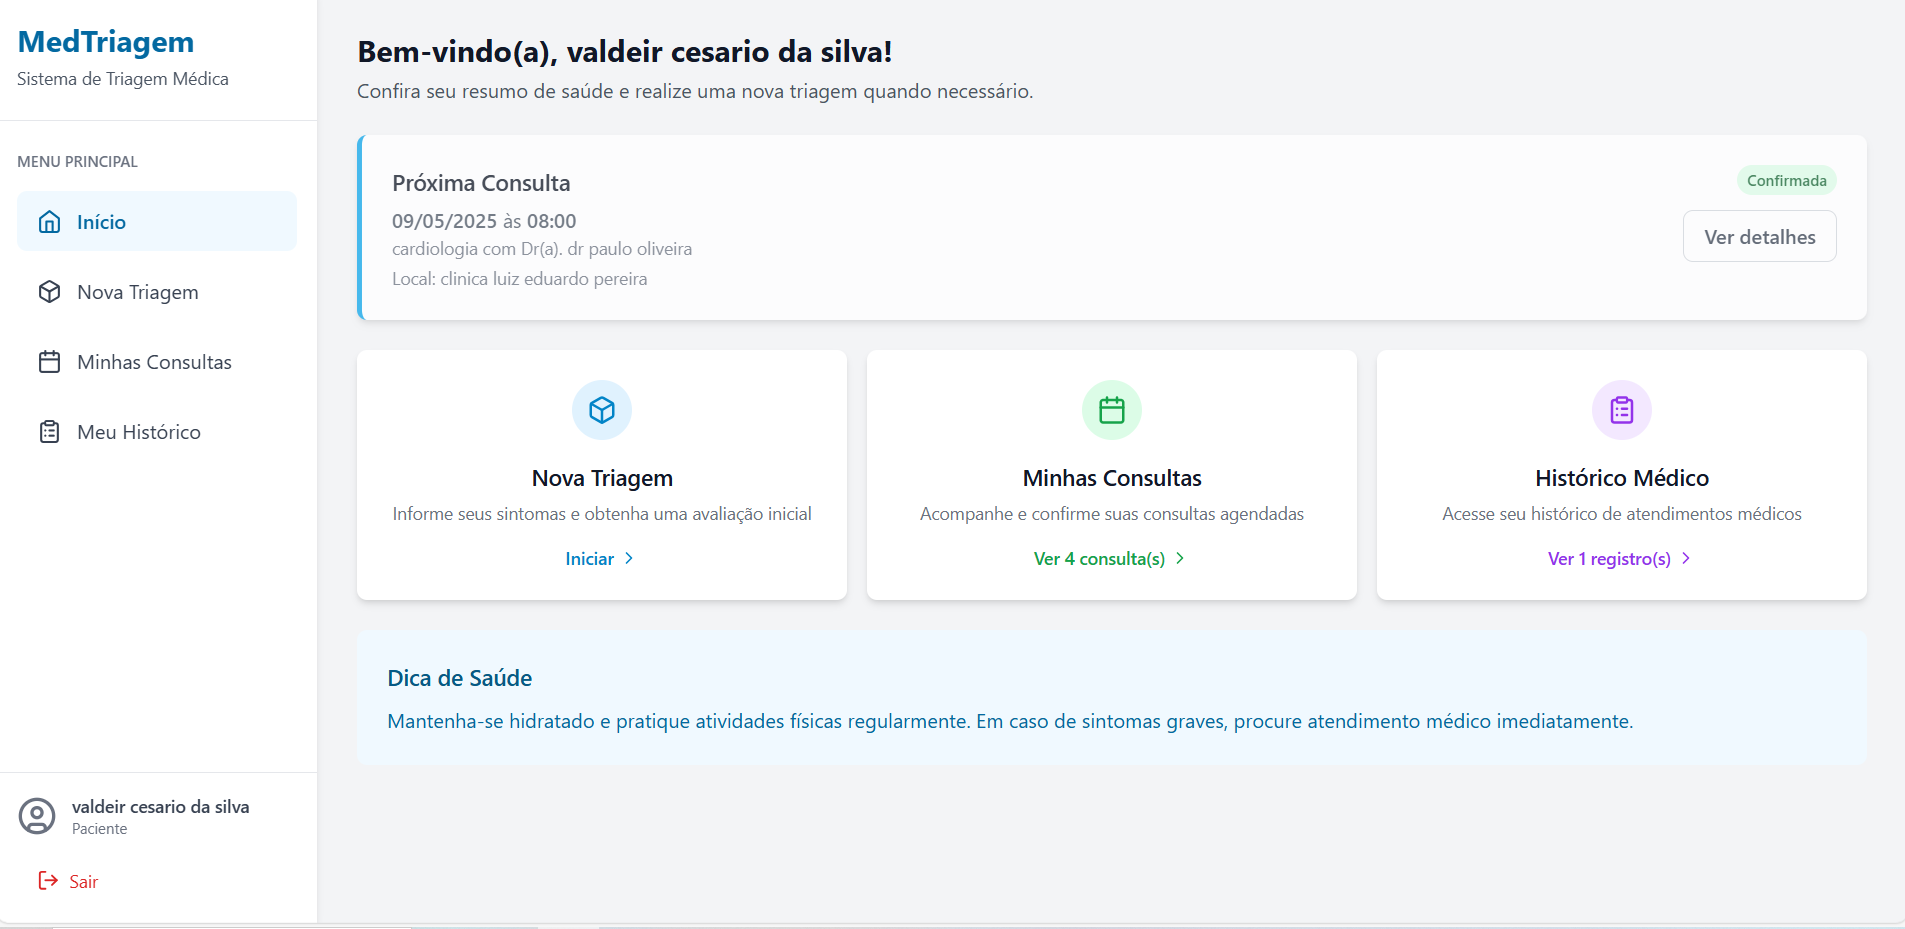 MedTriagem
Sistema de Triagem Médica
MENU PRINCIPAL
Início
Nova Triagem
Minhas Consultas
Meu Histórico
valdeir cesario da silva
Paciente
Sair
Bem-vindo(a), valdeir cesario da silva!
Confira seu resumo de saúde e realize uma nova triagem quando necessário.
Próxima Consulta
09/05/2025 às 08:00
cardiologia com Dr(a). dr paulo oliveira
Local: clinica luiz eduardo pereira
Confirmada
Ver detalhes
Nova Triagem
Informe seus sintomas e obtenha uma avaliação inicial
Iniciar
Minhas Consultas
Acompanhe e confirme suas consultas agendadas
Ver 4 consulta(s)
Histórico Médico
Acesse seu histórico de atendimentos médicos
Ver 1 registro(s)
Dica de Saúde
Mantenha-se hidratado e pratique atividades físicas regularmente. Em caso de sintomas graves, procure atendimento médico imediatamente.